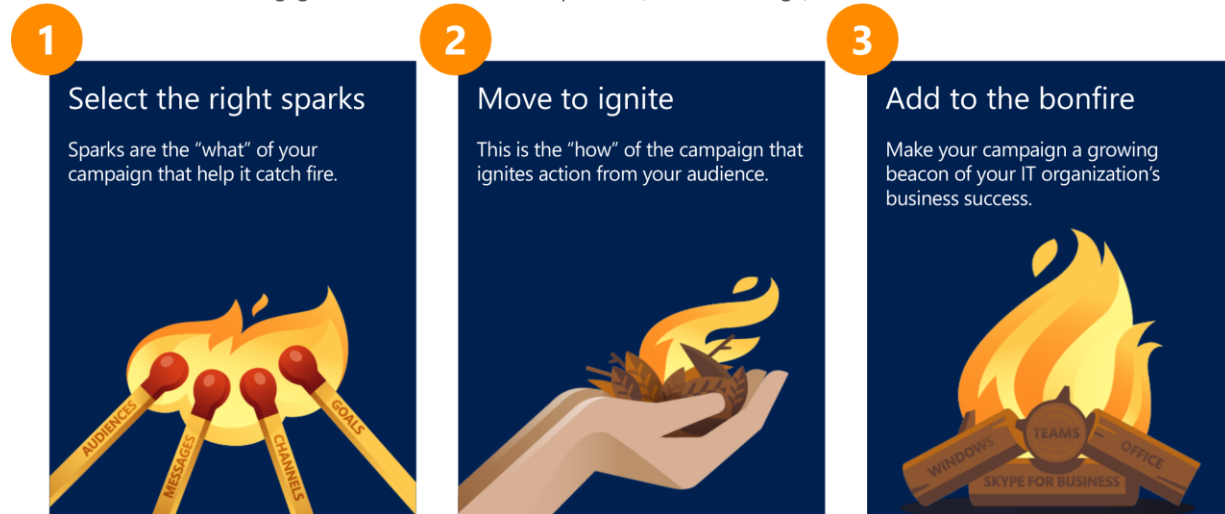 1
Select the right sparks
Sparks are the “what” of your
campaign that help it catch fire.
AUDIENCES
MESSAGES
CHANNELS
GOALS
2
Move to ignite
This is the “how” of the campaign that
ignites action from your audience.
3
Add to the bonfire
Make your campaign a growing
beacon of your IT organization’s
business success.
WINDOWS
TEAMS
OFFICE
SKYPE FOR BUSINESS